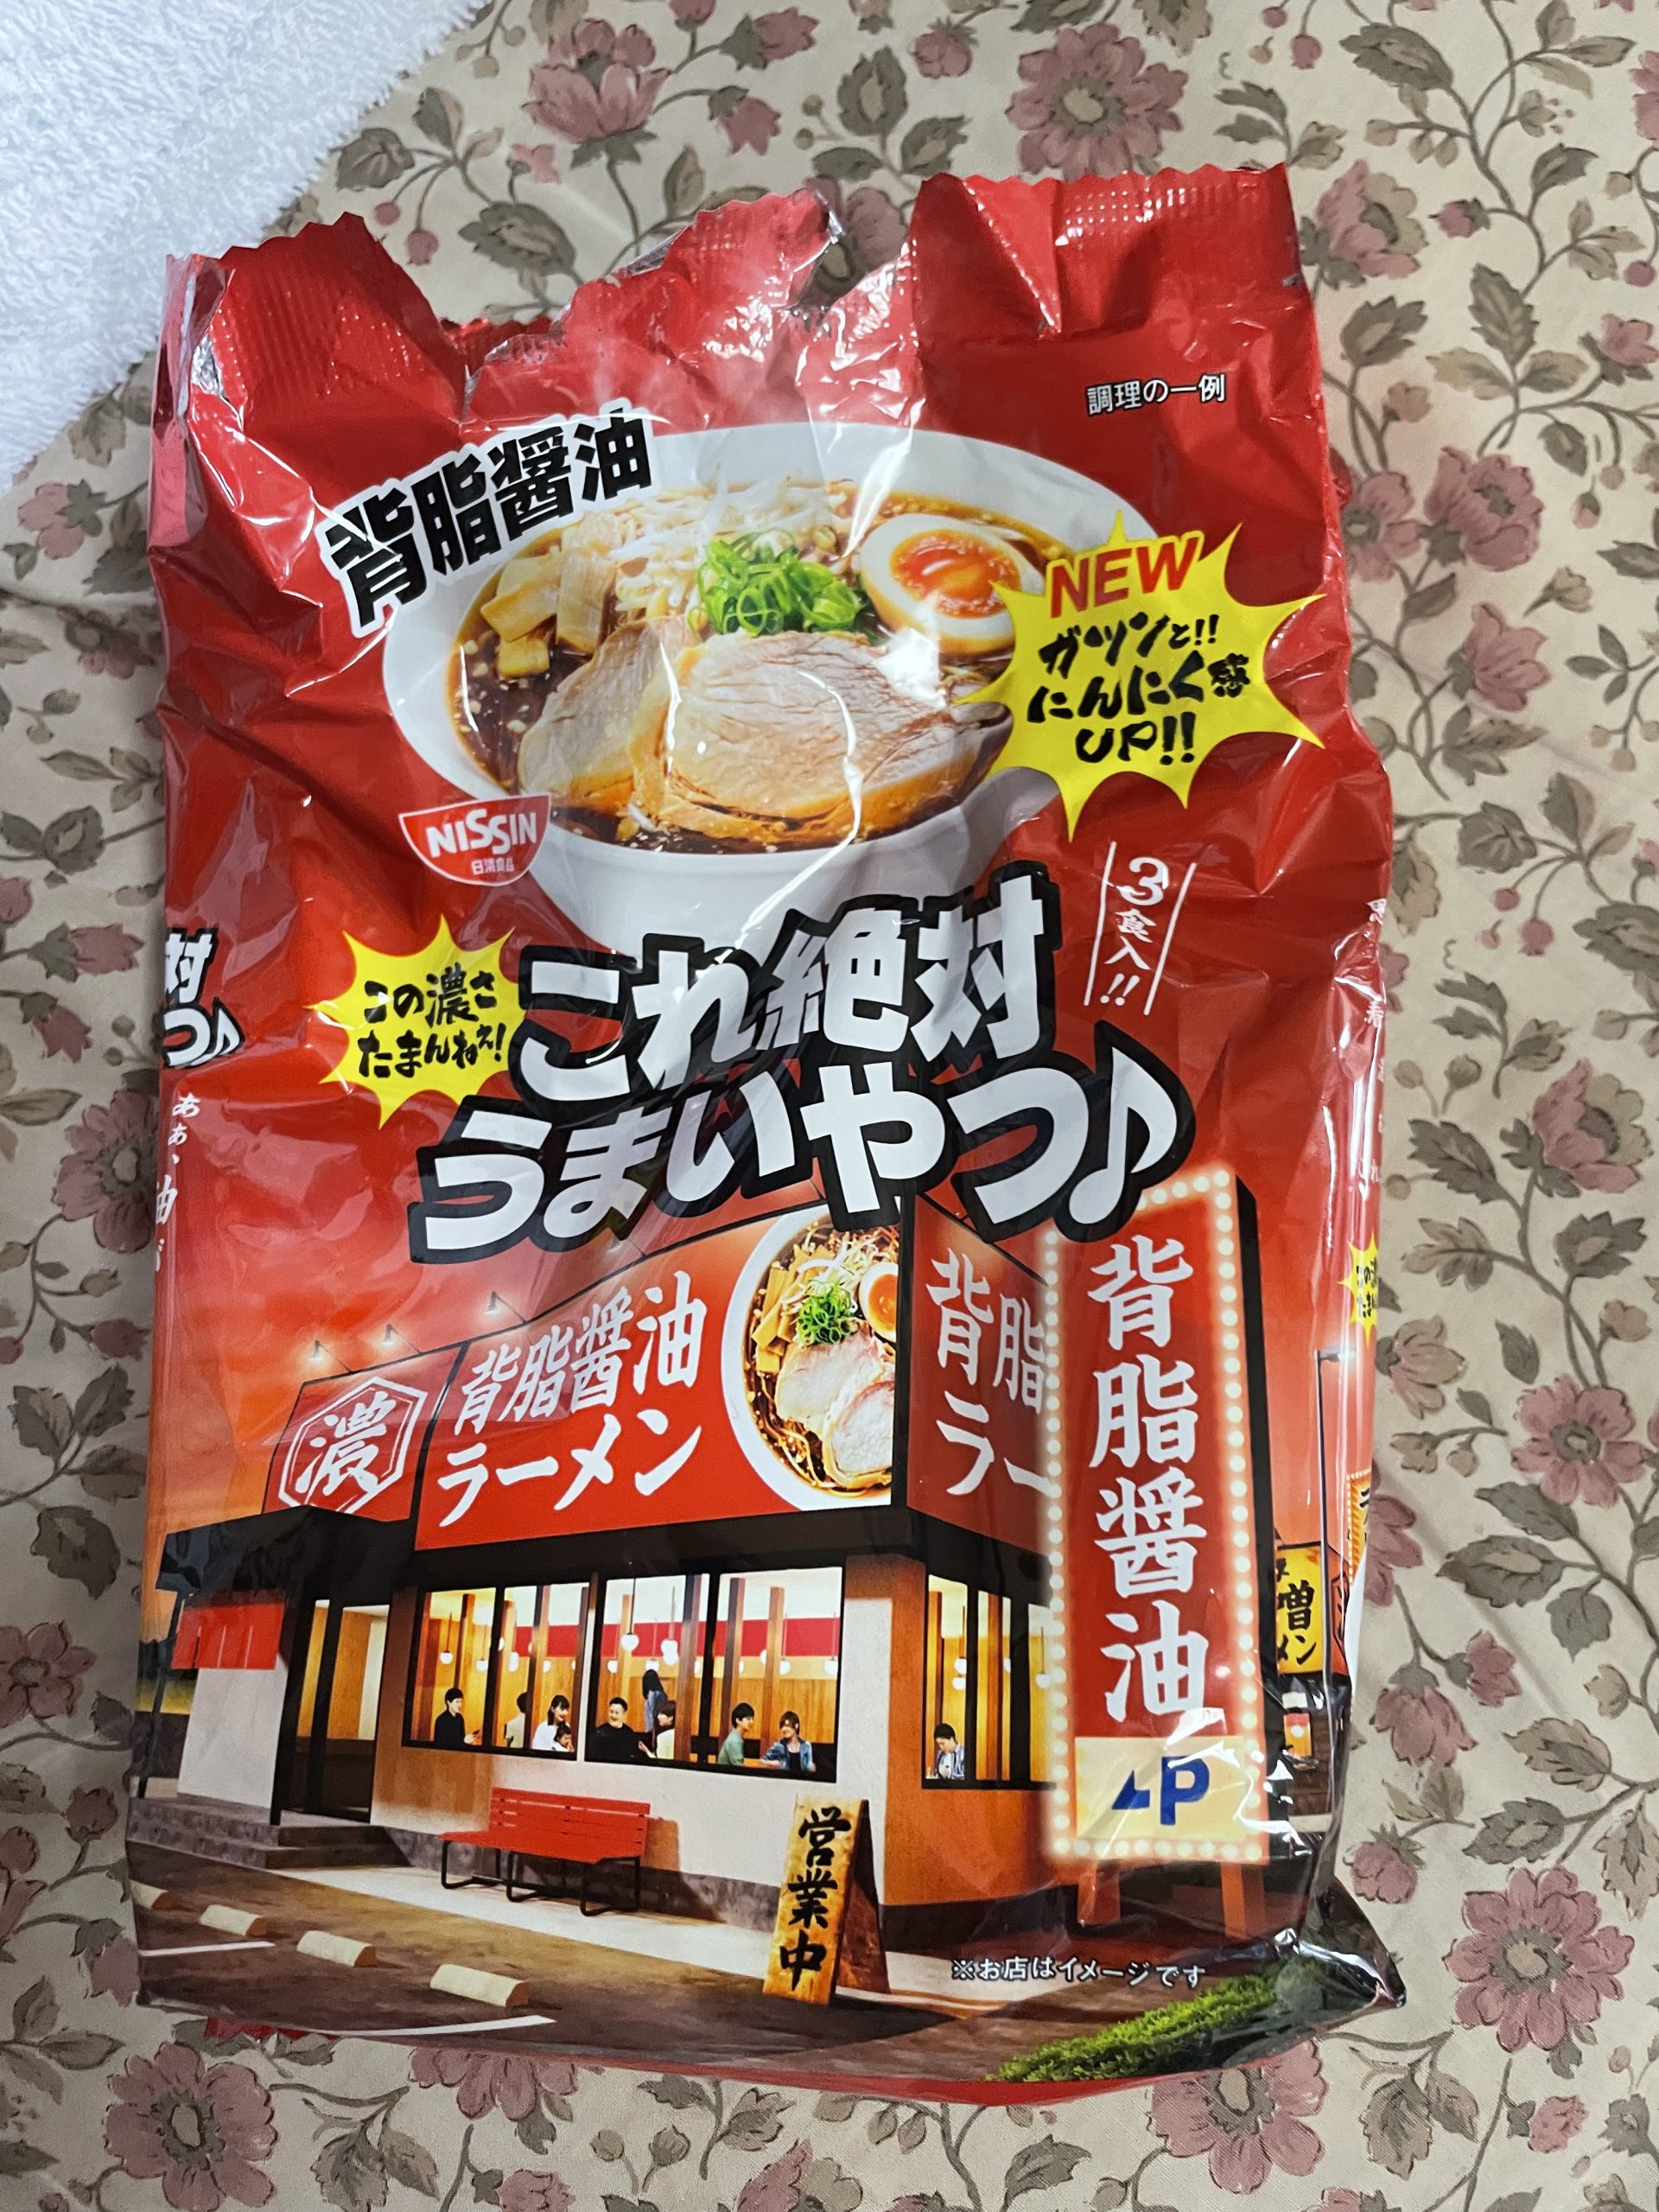 調理の一例
背脂醤油
NEW
ガツンと!!
にんにく感
UP!!
NISSIN
日清食品
3食入!!
この濃さ
たまんねぇ!
これ絶対
うまいやつ♪
対
つ♪
濃
背脂醤油
ラーメン
背脂
ラー
背脂醤油
P
営業中
※お店はイメージです